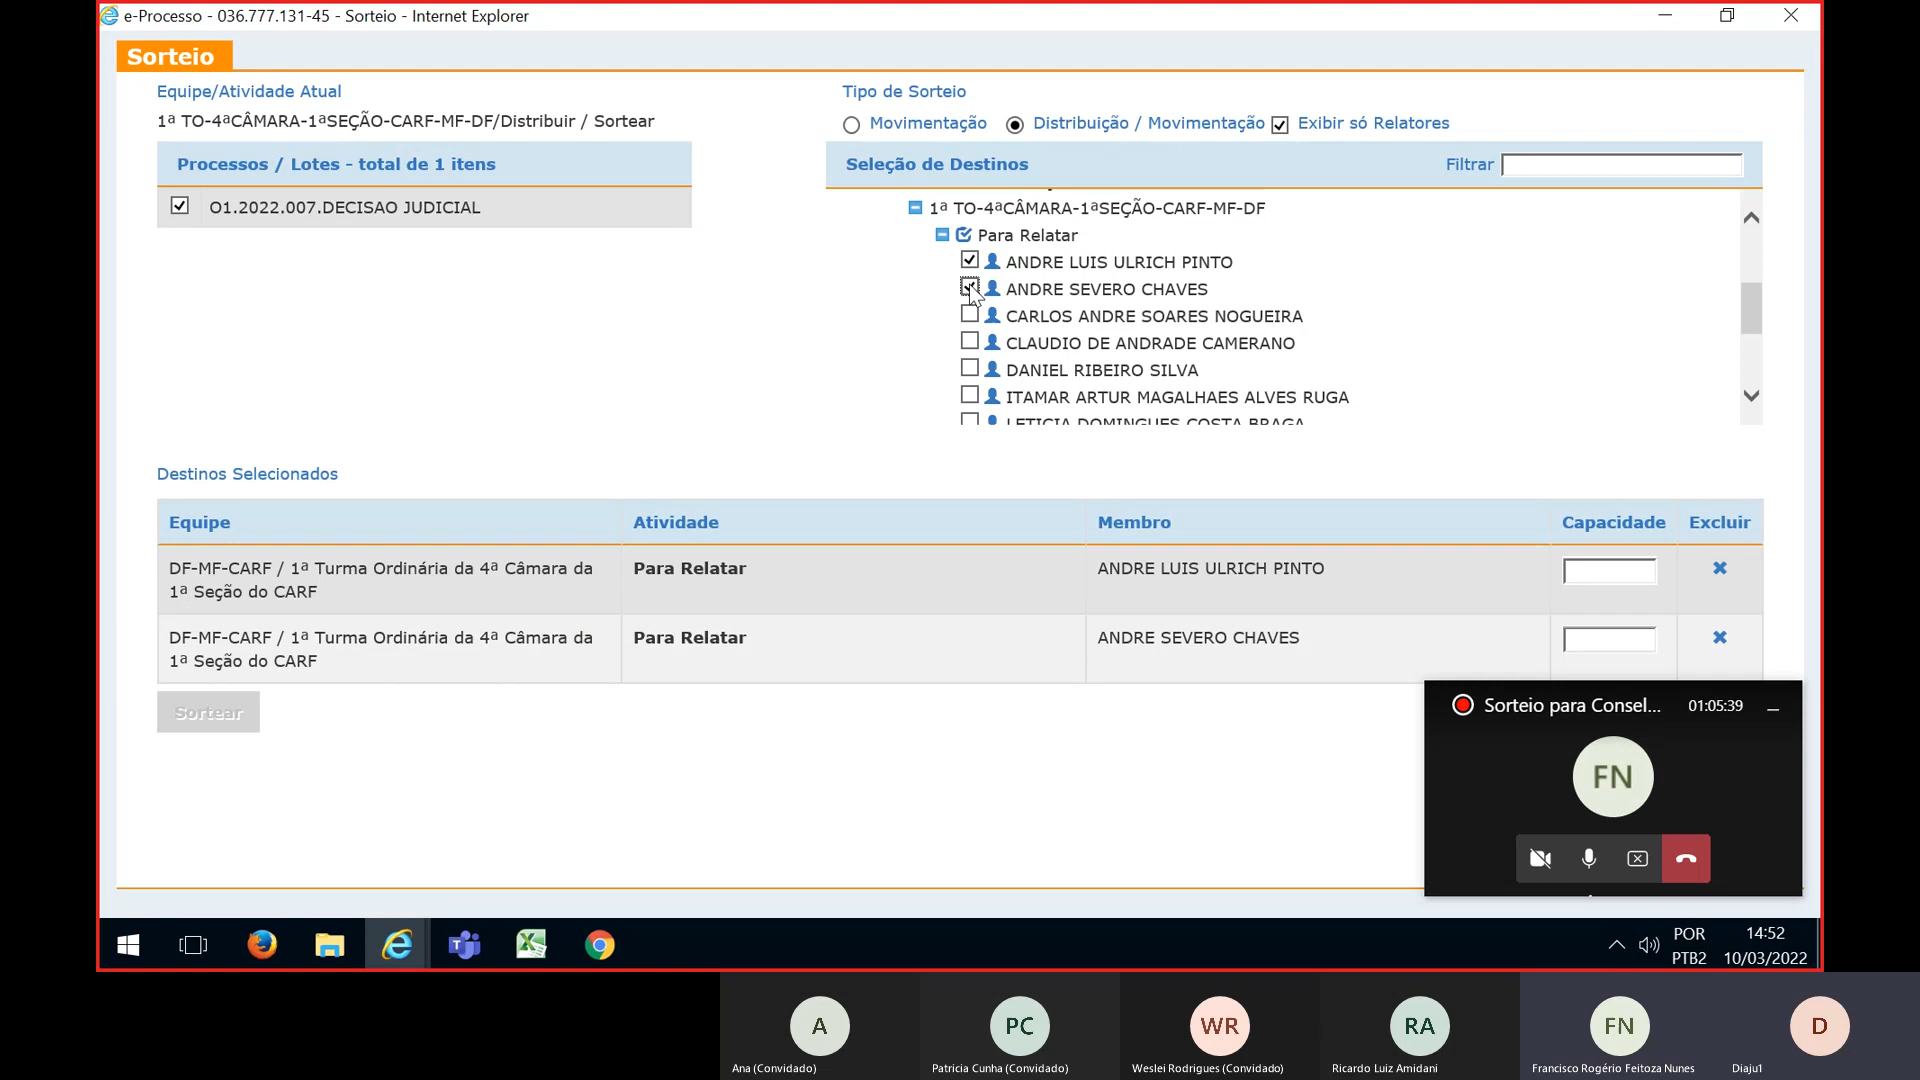 e-Processo - 036.777.131-45 - Sorteio - Internet Explorer
Sorteio
Equipe/Atividade Atual
1ª TO-4ªCÂMARA-1ªSEÇÃO-CARF-MF-DF/Distribuir / Sortear
Processos / Lotes - total de 1 itens
O1.2022.007.DECISAO JUDICIAL
Tipo de Sorteio
Movimentação
Distribuição / Movimentação
Exibir só Relatores
Seleção de Destinos
Filtrar
1ª TO-4ªCÂMARA-1ªSEÇÃO-CARF-MF-DF
Para Relatar
ANDRE LUIS ULRICH PINTO
ANDRE SEVERO CHAVES
CARLOS ANDRE SOARES NOGUEIRA
CLAUDIO DE ANDRADE CAMERANO
DANIEL RIBEIRO SILVA
ITAMAR ARTUR MAGALHAES ALVES RUGA
LETICIA DOMINGUES COSTA BRAGA
Destinos Selecionados
Equipe Atividade Membro Capacidade Excluir
DF-MF-CARF / 1ª Turma Ordinária da 4ª Câmara da
1ª Seção do CARF
Para Relatar
ANDRE LUIS ULRICH PINTO
DF-MF-CARF / 1ª Turma Ordinária da 4ª Câmara da
1ª Seção do CARF
Para Relatar
ANDRE SEVERO CHAVES
Sortear
Sorteio para Consel...
01:05:39
FN
POR
PTB2
14:52
10/03/2022
A
Ana (Convidado)
PC
Patricia Cunha (Convidado)
WR
Weslei Rodrigues (Convidado)
RA
Ricardo Luiz Amidani
FN
Francisco Rogério Feitoza Nunes
D
Diaju1